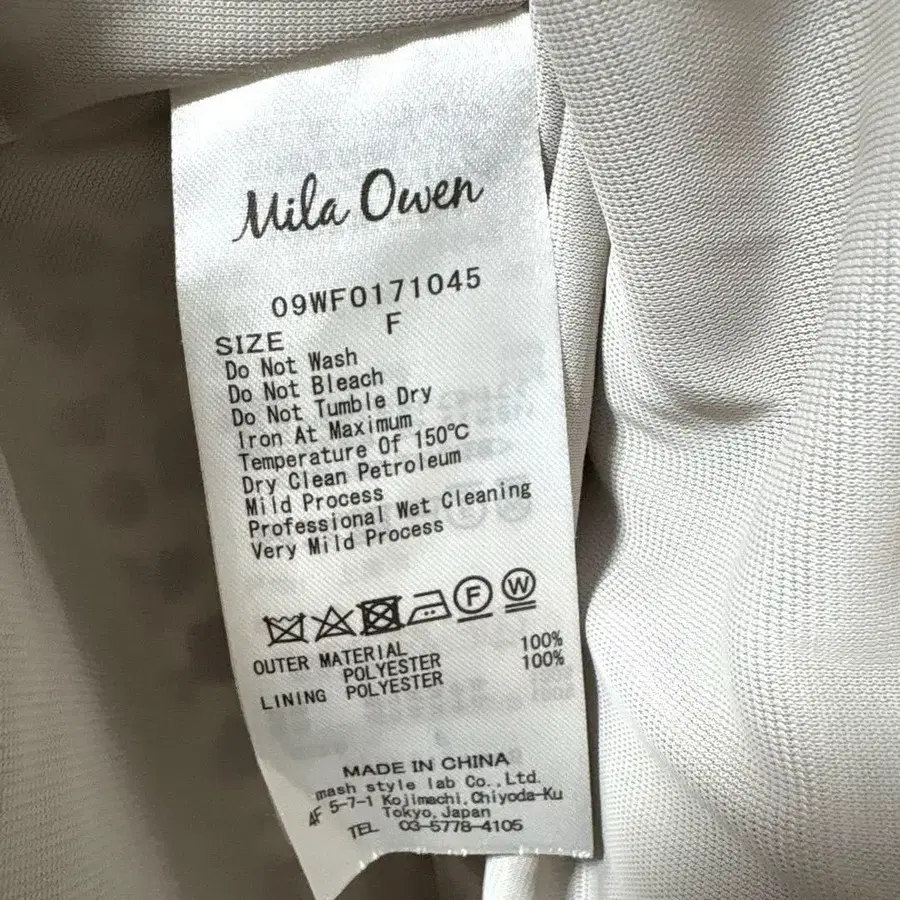 Mila Owen
09WF0171045
SIZE F
Do Not Wash
Do Not Bleach
Do Not Tumble Dry
Iron At Maximum
Temperature Of 150℃
Dry Clean Petroleum
Mild Process
Professional Wet Cleaning
Very Mild Process
F W
OUTER MATERIAL
POLYESTER 100%
LINING POLYESTER 100%
MADE IN CHINA
mash style lab Co.,Ltd.
4F 5-7-1 Kojimachi,Chiyoda-Ku
Tokyo,Japan
TEL 03-5778-4105